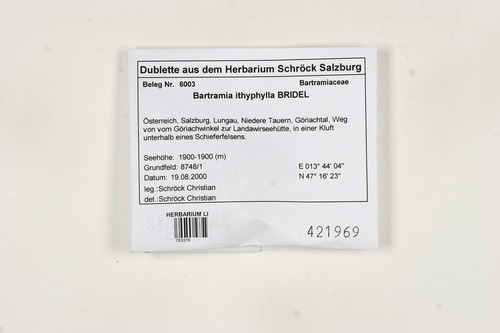 Dublette aus dem Herbarium Schröck Salzburg
Beleg Nr. 6003 Bartramiaceae
Bartramia ithyphylla BRIDEL
Österreich, Salzburg, Lungau, Niedere Tauern, Göriachtal, Weg
von vom Göriachwinkel zur Landawirseehütte, in einer Kluft
unterhalb eines Schieferfelsens.
Seehöhe: 1900-1900 (m)
Grundfeld: 8748/1 E 013° 44' 04"
Datum: 19.08.2000 N 47° 16' 23"
leg.:Schröck Christian
det.:Schröck Christian
HERBARIUM LI
783316
421969